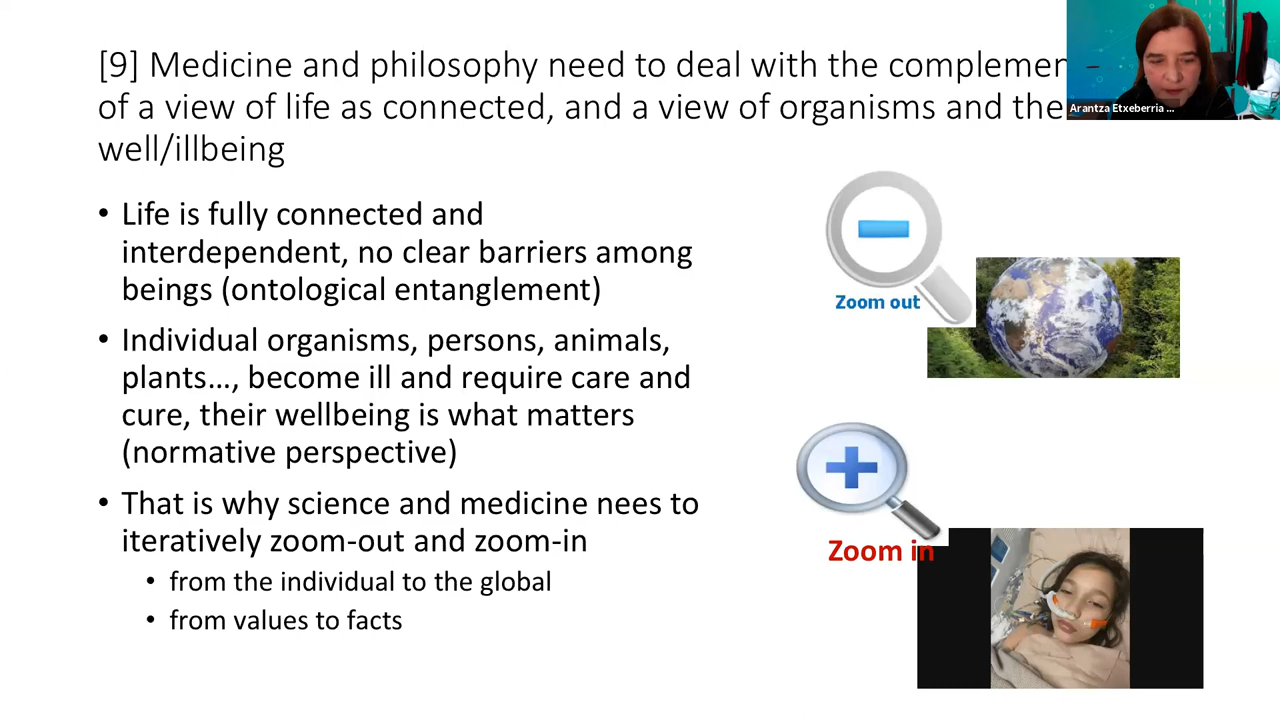 [9] Medicine and philosophy need to deal with the
of a view of life as connected, and a view of organisms and
well/illbeing
Arantza Etxeberria ...
• Life is fully connected and
interdependent, no clear barriers among
beings (ontological entanglement)
• Individual organisms, persons, animals,
plants…, become ill and require care and
cure, their wellbeing is what matters
(normative perspective)
• That is why science and medicine nees to
iteratively zoom-out and zoom-in
• from the individual to the global
• from values to facts
Zoom out
Zoom in